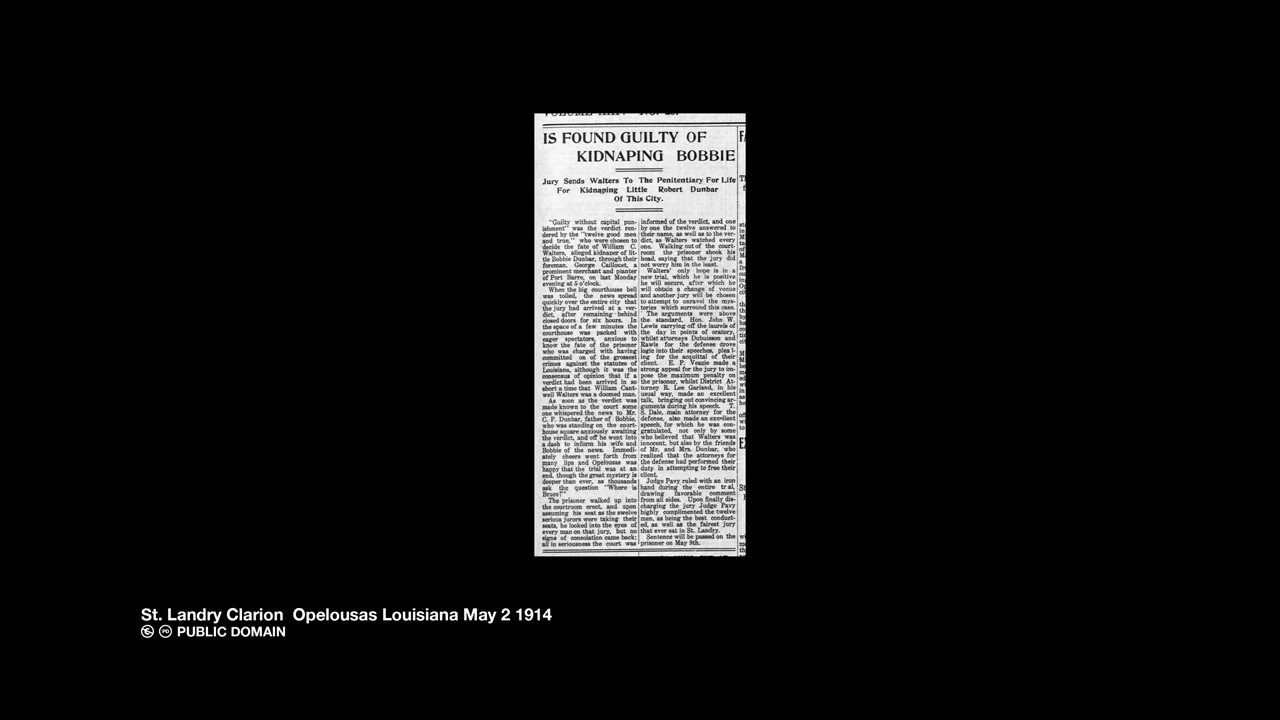 IS FOUND GUILTY OF
KIDNAPING BOBBIE
Jury Sends Walters To The Penitentiary For Life
For Kidnaping Little Robert Dunbar
Of This City.
"Guilty without capital pun-
ishment" was the verdict ren-
dered by the "twelve good men
and true," who were chosen to
decide the fate of William C.
Walters, alleged kidnaper of lit-
tle Bobbie Dunbar, through their
foreman, George Caillouet, a
prominent merchant and planter
of Port Barre, on last Monday
evening at 5 o'clock.
When the big courthouse bell
was tolled, the news spread
quickly over the entire city that
the jury had arrived at a ver-
dict, after remaining behind
closed doors for six hours. In
the space of a few minutes the
courthouse was packed with
eager spectators, anxious to
know the fate of the prisoner
who was charged with having
committed on of the grossest
crimes against the statutes of
Louisiana, although it was the
consensus of opinion that if a
verdict had been arrived in so
short a time that William Cant-
well Walters was a doomed man.
As soon as the verdict was
made known to the court some
one whispered the news to Mr.
C. P. Dunbar, father of Bobbie,
who was standing on the court-
house square anxiously awaiting
the verdict, and off he went into
a dash to inform his wife and
Bobbie of the news. Immedi-
ately cheers went forth from
many lips and Opelousas was
happy that the trial was at an
end, though the great mystery is
deeper than ever, as thousands
ask the question "Where is
Bruce?"
The prisoner walked up into
the courtroom erect, and upon
assuming his seat as the twelve
serious jurors were taking their
seats, he looked into the eyes of
every man on that jury, but no
signs of consolation came back;
all in seriousness the court was
informed of the verdict, and one
by one the twelve answered to
their name, as well as to the ver-
dict, as Walters watched every
one. Walking out of the court-
room the prisoner shook his
head, saying that the jury did
not worry him in the least.
Walters' only hope is in a
new trial, which he is positive
he will secure, after which he
will obtain a change of venue
and another jury will be chosen
to attempt to unravel the mys-
teries which surround this case.
The arguments were above
the standard, Hon. John W.
Lewis carrying off the laurels of
the day in points of oratory,
whilst attorneys Dubuisson and
Rawls for the defense drove
logic into their speeches, plead-
ing for the acquittal of their
client. E. P. Veazie made a
strong appeal for the jury to im-
pose the maximum penalty on
the prisoner, whilst District At-
torney R. Lee Garland, in his
usual way, made an excellent
talk, bringing out convincing ar-
guments during his speech. T.
S. Dale, main attorney for the
defense, also made an excellent
speech, for which he was con-
gratulated, not only by some
who believed that Walters was
innocent, but also by the friends
of Mr. and Mrs. Dunbar, who
realized that the attorneys for
the defense had performed their
duty in attempting to free their
client.
Judge Pavy ruled with an iron
hand during the entire trial,
drawing favorable comment
from all sides. Upon finally dis-
charging the jury Judge Pavy
highly complimented the twelve
men, as being the best conduct-
ed, as well as the fairest jury
that ever sat in St. Landry.
Sentence will be passed on the
prisoner on May 9th.
St. Landry Clarion Opelousas Louisiana May 2 1914
PD PUBLIC DOMAIN